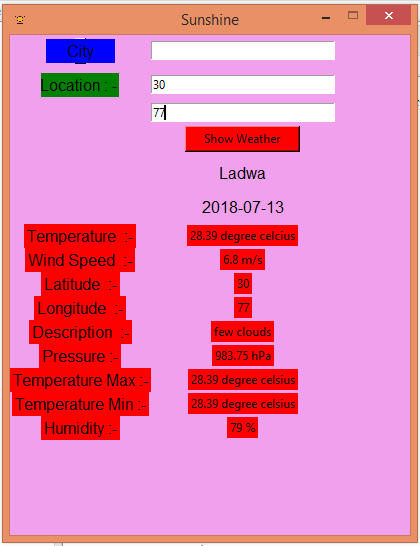 Sunshine
City
Location : - 30
77
Show Weather
Ladwa
2018-07-13
Temperature :- 28.39 degree celcius
Wind Speed :- 6.8 m/s
Latitude :- 30
Longitude :- 77
Description :- few clouds
Pressure :- 983.75 hPa
Temperature Max :- 28.39 degree celsius
Temperature Min :- 28.39 degree celsius
Humidity :- 79 %